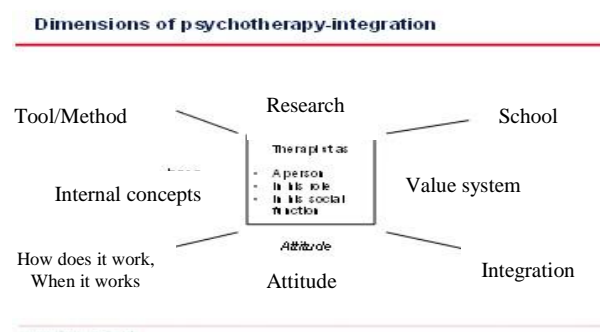 Dimensions of psychotherapy-integration
Research
Tool/Method
School
Therapist as
• A person
• In his role
• In his social
function
Internal concepts
Value system
Attitude
How does it work,
When it works
Attitude
Integration